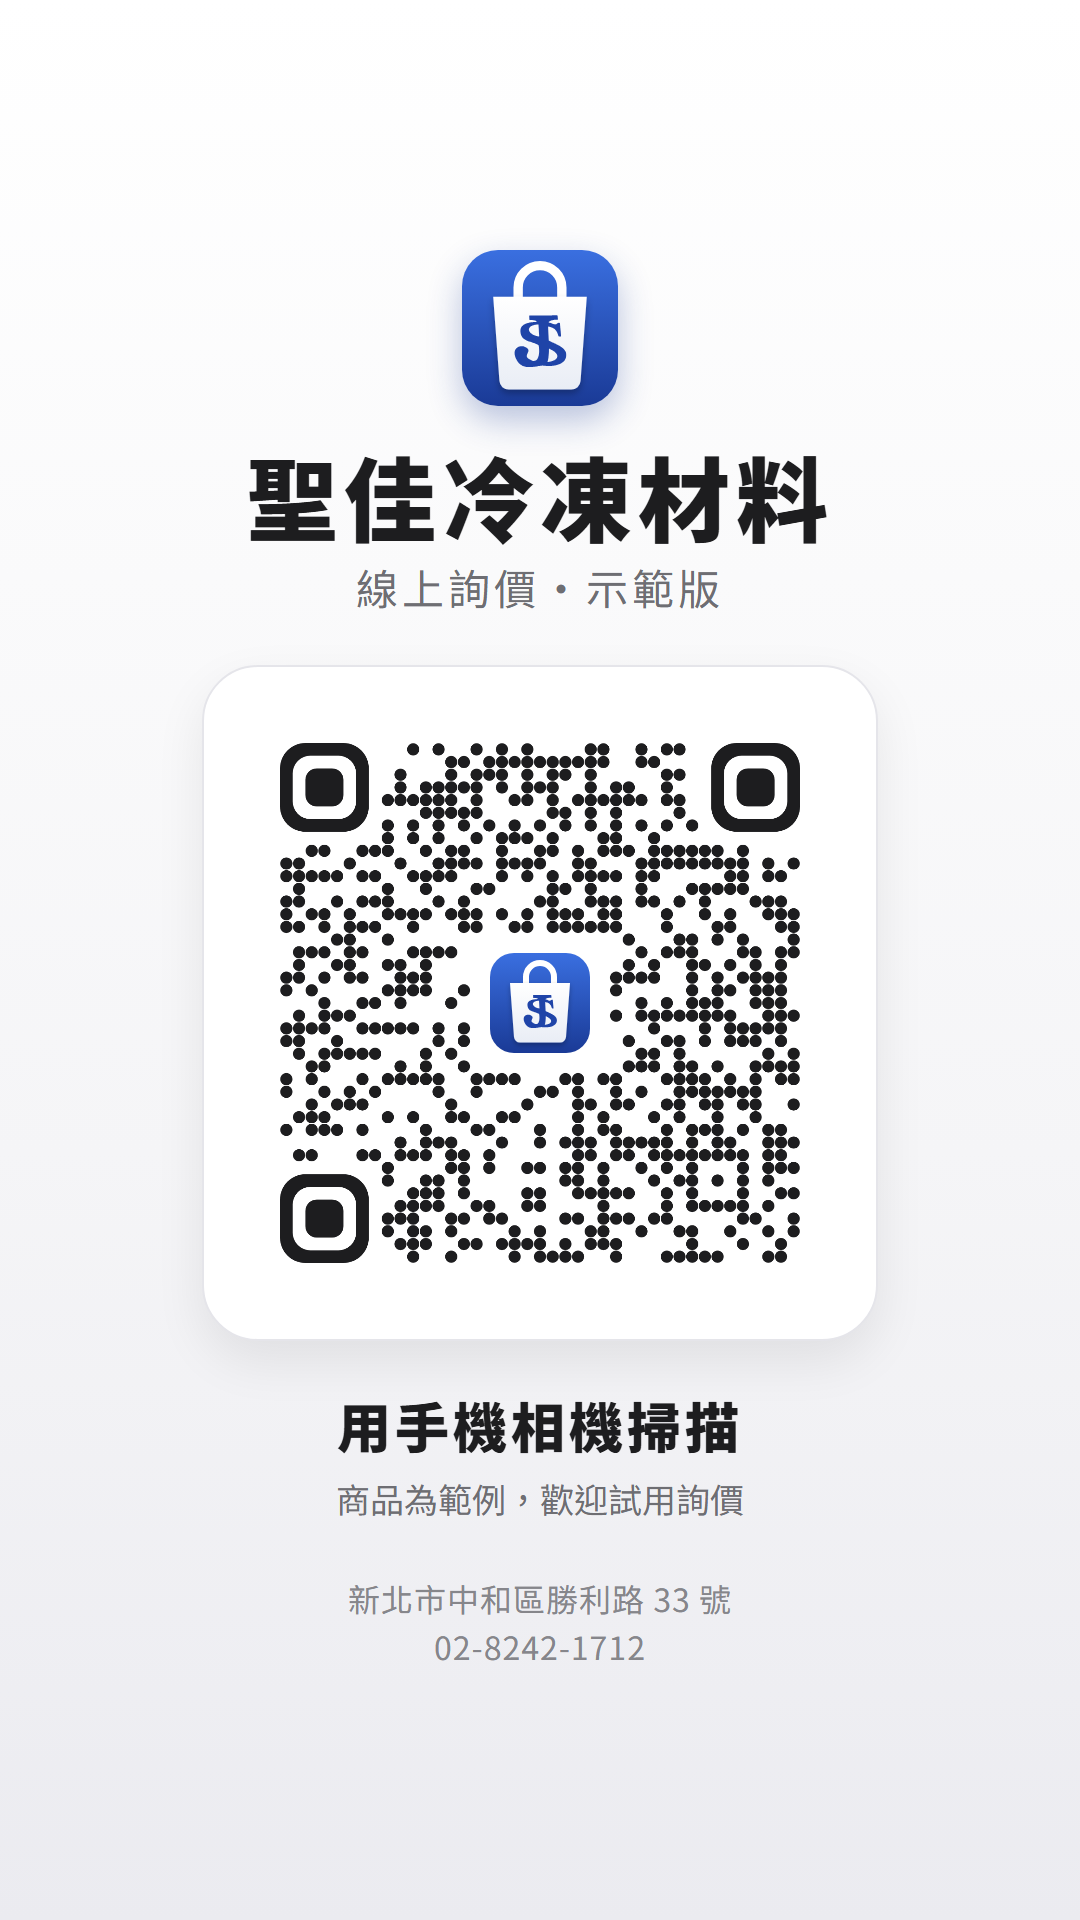 聖佳冷凍材料
線上詢價・示範版
用手機相機掃描
商品為範例，歡迎試用詢價
新北市中和區勝利路 33 號
02-8242-1712